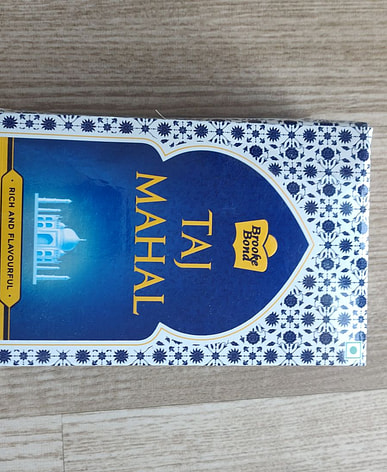 Brooke
Bond
TAJ
MAHAL
RICH AND FLAVOURFUL